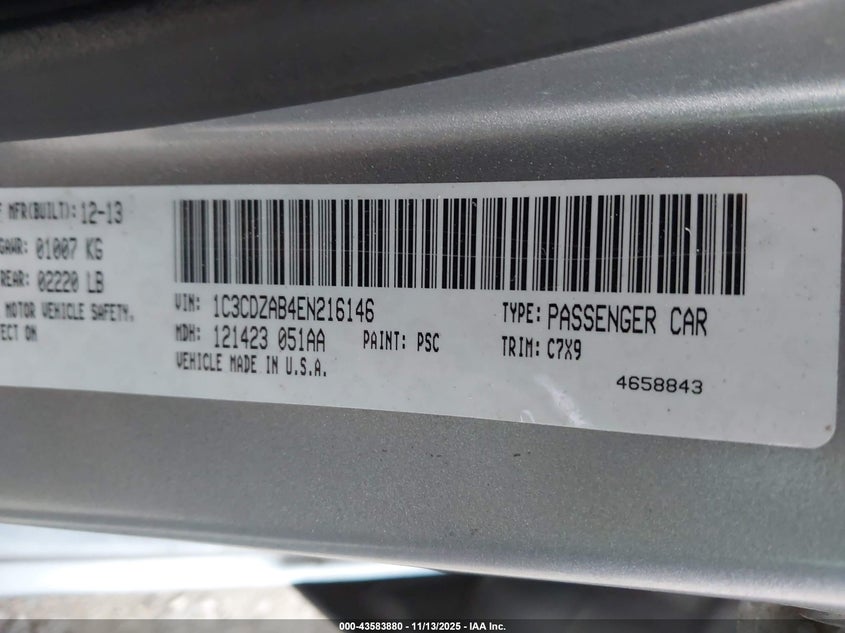 F MFR(BUILT): 12-13
GAWR: 01007 KG
REAR: 02220 LB
MOTOR VEHICLE SAFETY,
ECT ON
VIN: 1C3CDZAB4EN216146
TYPE: PASSENGER CAR
MDH: 121423 051AA PAINT: PSC
TRIM: C7X9
VEHICLE MADE IN U.S.A.
4658843
000-43583880 - 11/13/2025 - IAA Inc.